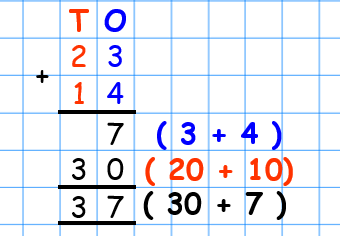 T O
2 3
+ 1 4
7 ( 3 + 4 )
3 0 ( 20 + 10)
3 7 ( 30 + 7 )